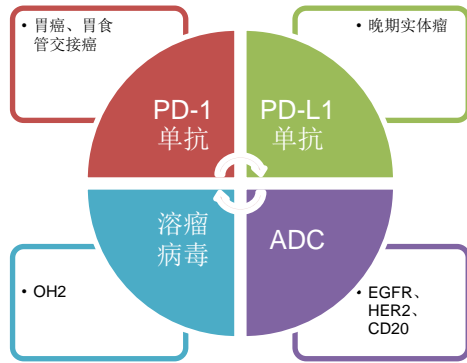 • 胃癌、胃食
管交接癌
• 晚期实体瘤
PD-1
单抗
PD-L1
单抗
溶瘤
病毒
ADC
• OH2
• EGFR、
HER2、
CD20